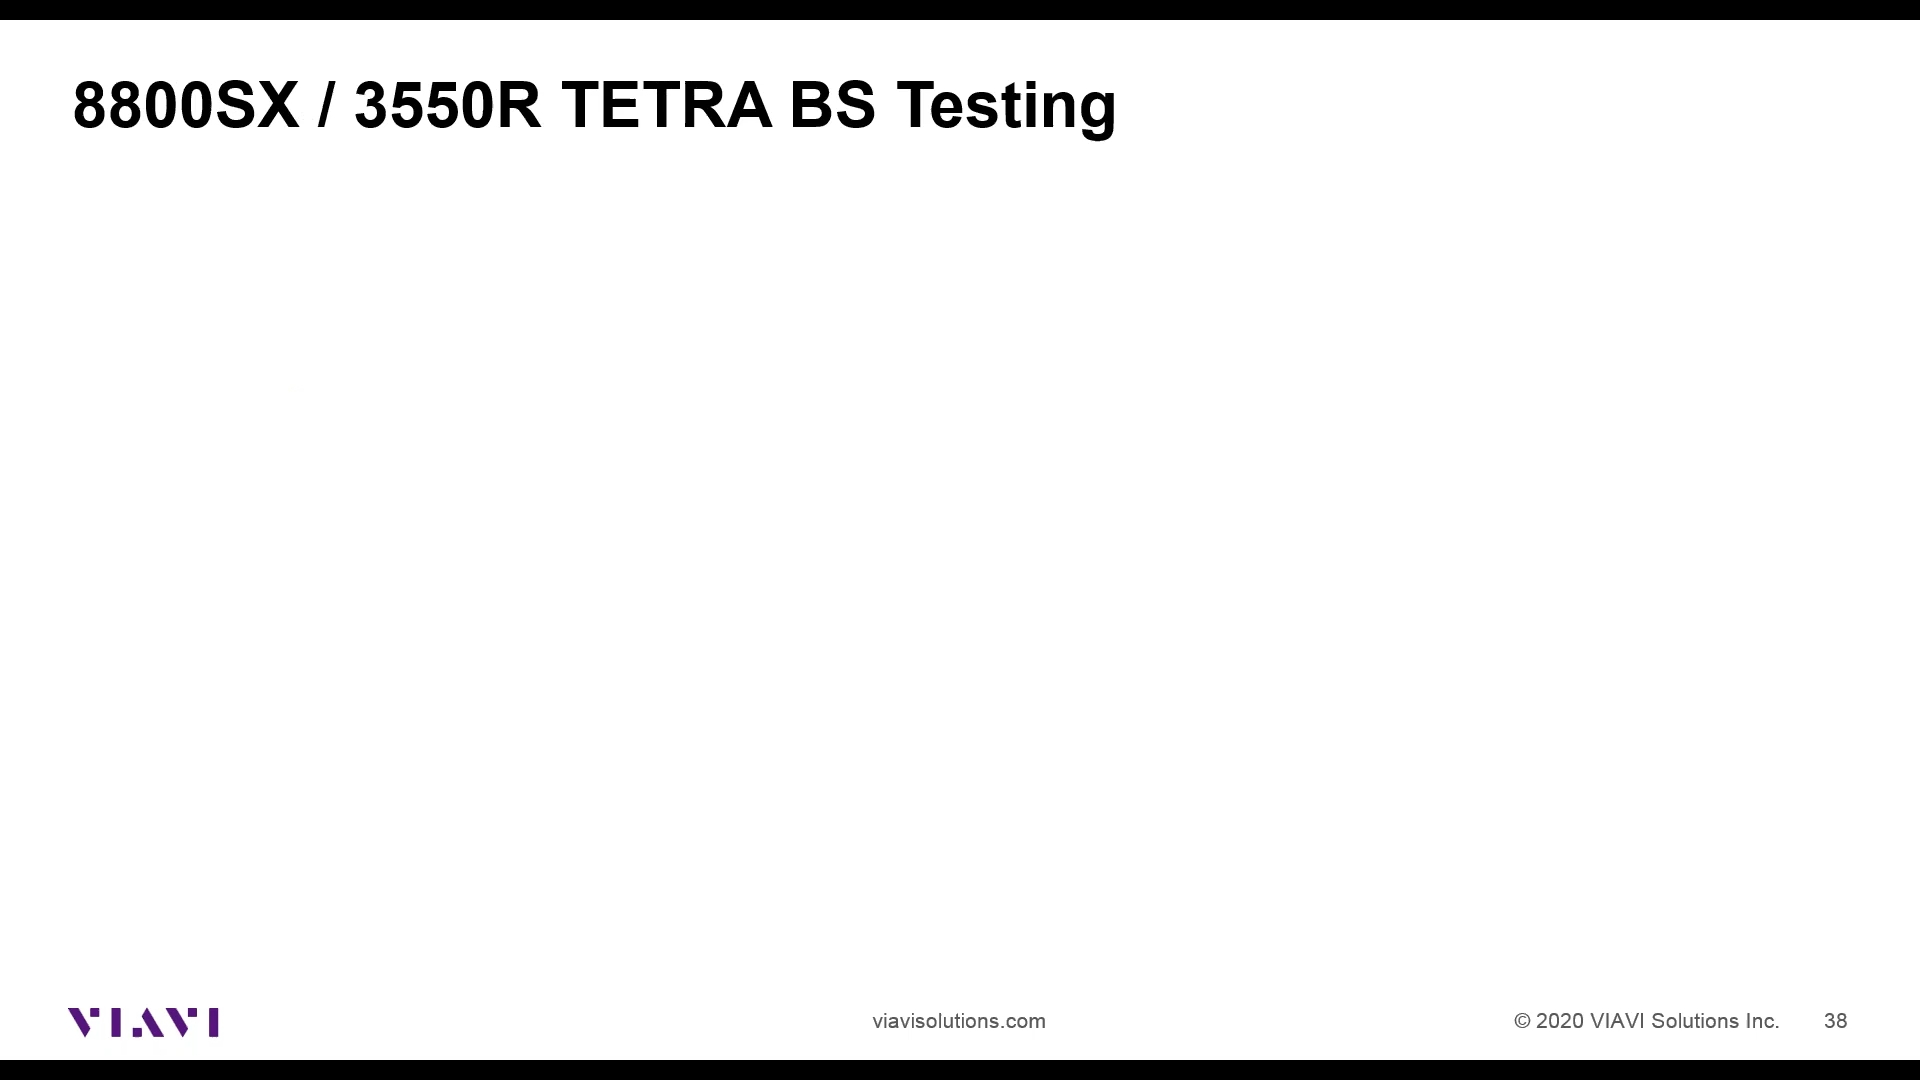 8800SX / 3550R TETRA BS Testing
VIAVI
viavisolutions.com
© 2020 VIAVI Solutions Inc.
38